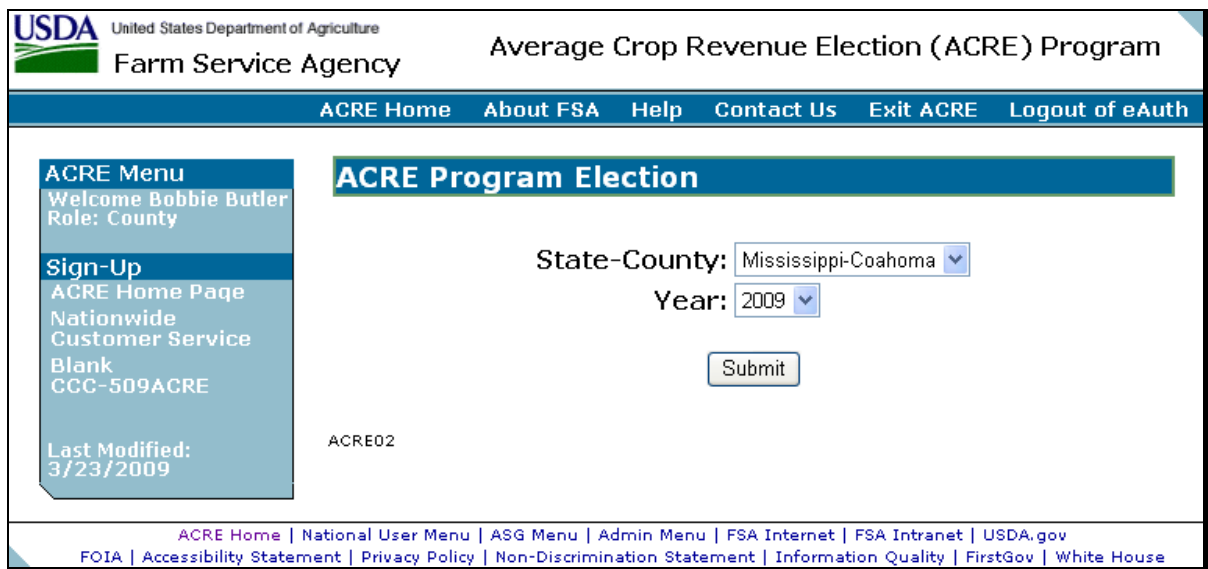 USDA United States Department of Agriculture
Farm Service Agency
Average Crop Revenue Election (ACRE) Program
ACRE Home About FSA Help Contact Us Exit ACRE Logout of eAuth
ACRE Menu
Welcome Bobbie Butler
Role: County
Sign-Up
ACRE Home Page
Nationwide
Customer Service
Blank
CCC-509ACRE
Last Modified:
3/23/2009
ACRE Program Election
State-County: Mississippi-Coahoma
Year: 2009
Submit
ACRE02
ACRE Home | National User Menu | ASG Menu | Admin Menu | FSA Internet | FSA Intranet | USDA.gov
FOIA | Accessibility Statement | Privacy Policy | Non-Discrimination Statement | Information Quality | FirstGov | White House